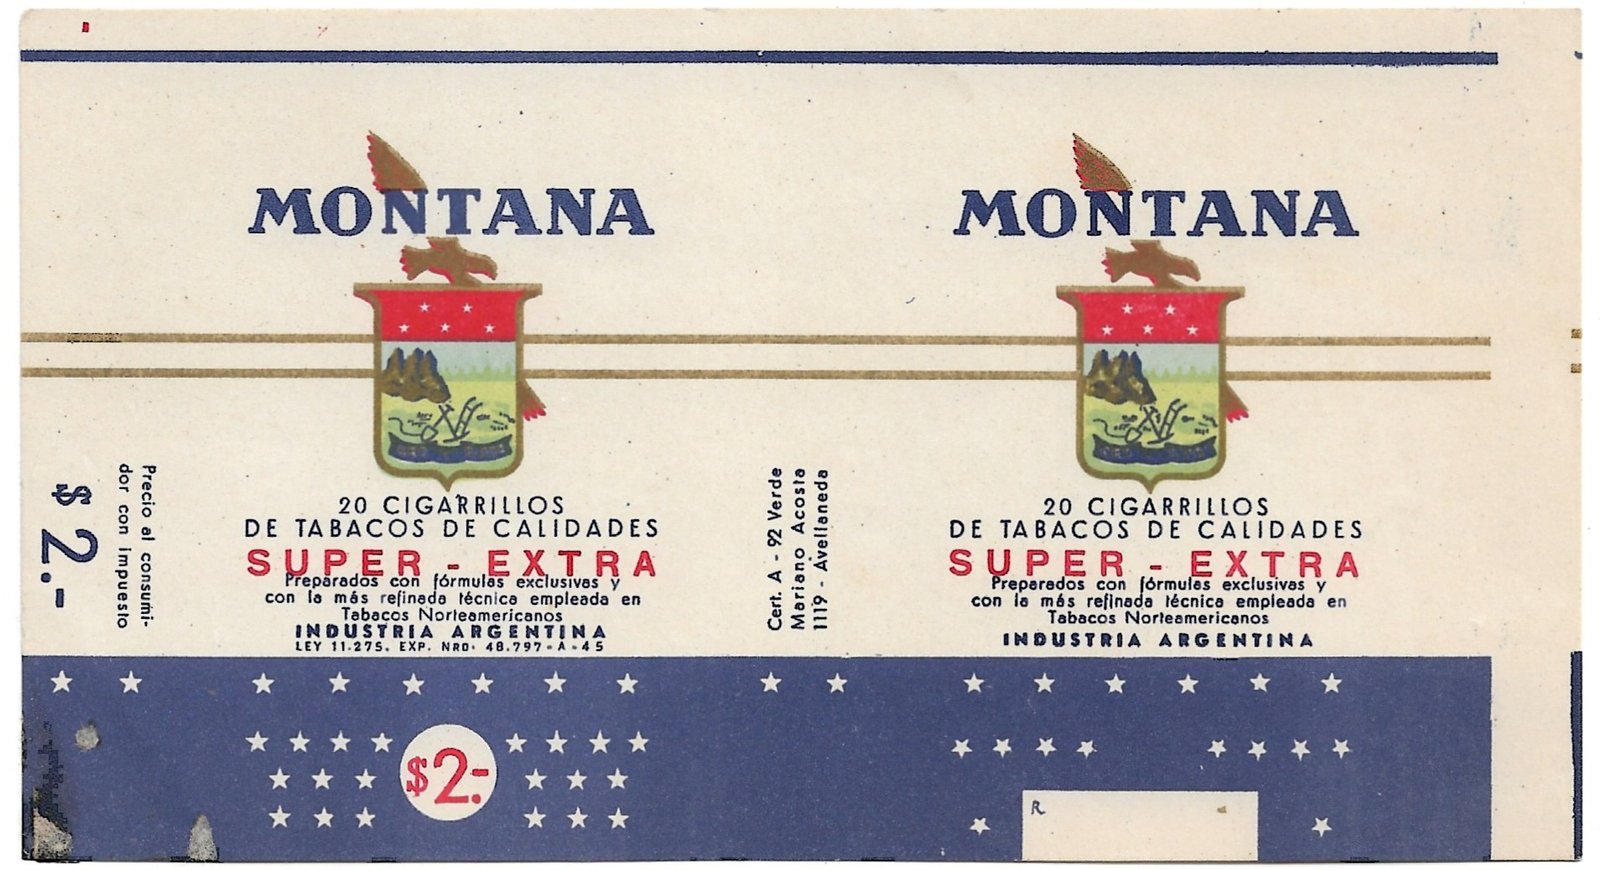 $ 2.-
Precio al consumi-
dor con impuesto
MONTANA
20 CIGARRILLOS
DE TABACOS DE CALIDADES
SUPER - EXTRA
Preparados con fórmulas exclusivas y
con la más refinada técnica empleada en
Tabacos Norteamericanos
INDUSTRIA ARGENTINA
LEY 11.275. EXP. NRO. 48.797-A-45
$2.-
Cert. A - 92 Verde
Mariano Acosta
1119 - Avellaneda
MONTANA
20 CIGARRILLOS
DE TABACOS DE CALIDADES
SUPER - EXTRA
Preparados con fórmulas exclusivas y
con la más refinada técnica empleada en
Tabacos Norteamericanos
INDUSTRIA ARGENTINA
R